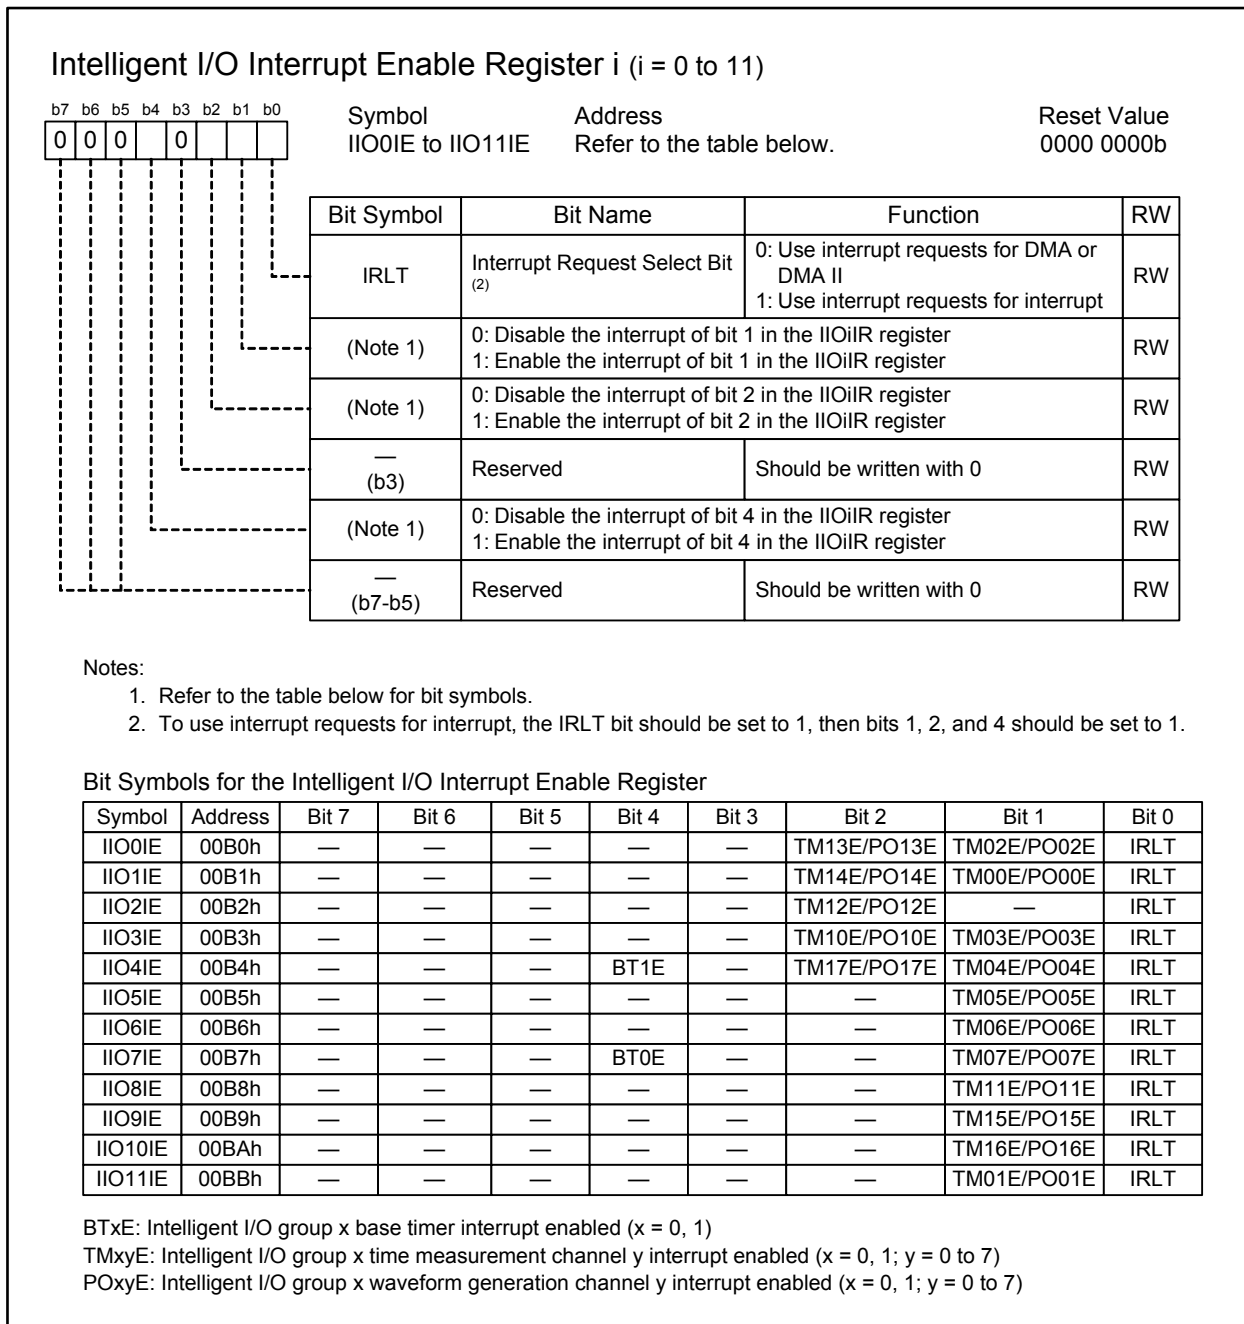 Intelligent I/O Interrupt Enable Register i (i = 0 to 11)
b7 b6 b5 b4 b3 b2 b1 b0
0 0 0 0
Symbol Address Reset Value
IIO0IE to IIO11IE Refer to the table below. 0000 0000b
Bit Symbol Bit Name Function RW
IRLT Interrupt Request Select Bit (2) 0: Use interrupt requests for DMA or DMA II 1: Use interrupt requests for interrupt RW
(Note 1) 0: Disable the interrupt of bit 1 in the IIOiIR register 1: Enable the interrupt of bit 1 in the IIOiIR register RW
(Note 1) 0: Disable the interrupt of bit 2 in the IIOiIR register 1: Enable the interrupt of bit 2 in the IIOiIR register RW
— (b3) Reserved Should be written with 0 RW
(Note 1) 0: Disable the interrupt of bit 4 in the IIOiIR register 1: Enable the interrupt of bit 4 in the IIOiIR register RW
— (b7-b5) Reserved Should be written with 0 RW
Notes:
1. Refer to the table below for bit symbols.
2. To use interrupt requests for interrupt, the IRLT bit should be set to 1, then bits 1, 2, and 4 should be set to 1.
Bit Symbols for the Intelligent I/O Interrupt Enable Register
Symbol Address Bit 7 Bit 6 Bit 5 Bit 4 Bit 3 Bit 2 Bit 1 Bit 0
IIO0IE 00B0h — — — — — TM13E/PO13E TM02E/PO02E IRLT
IIO1IE 00B1h — — — — — TM14E/PO14E TM00E/PO00E IRLT
IIO2IE 00B2h — — — — — TM12E/PO12E — IRLT
IIO3IE 00B3h — — — — — TM10E/PO10E TM03E/PO03E IRLT
IIO4IE 00B4h — — — BT1E — TM17E/PO17E TM04E/PO04E IRLT
IIO5IE 00B5h — — — — — — TM05E/PO05E IRLT
IIO6IE 00B6h — — — — — — TM06E/PO06E IRLT
IIO7IE 00B7h — — — BT0E — — TM07E/PO07E IRLT
IIO8IE 00B8h — — — — — — TM11E/PO11E IRLT
IIO9IE 00B9h — — — — — — TM15E/PO15E IRLT
IIO10IE 00BAh — — — — — — TM16E/PO16E IRLT
IIO11IE 00BBh — — — — — — TM01E/PO01E IRLT
BTxE: Intelligent I/O group x base timer interrupt enabled (x = 0, 1)
TMxyE: Intelligent I/O group x time measurement channel y interrupt enabled (x = 0, 1; y = 0 to 7)
POxyE: Intelligent I/O group x waveform generation channel y interrupt enabled (x = 0, 1; y = 0 to 7)